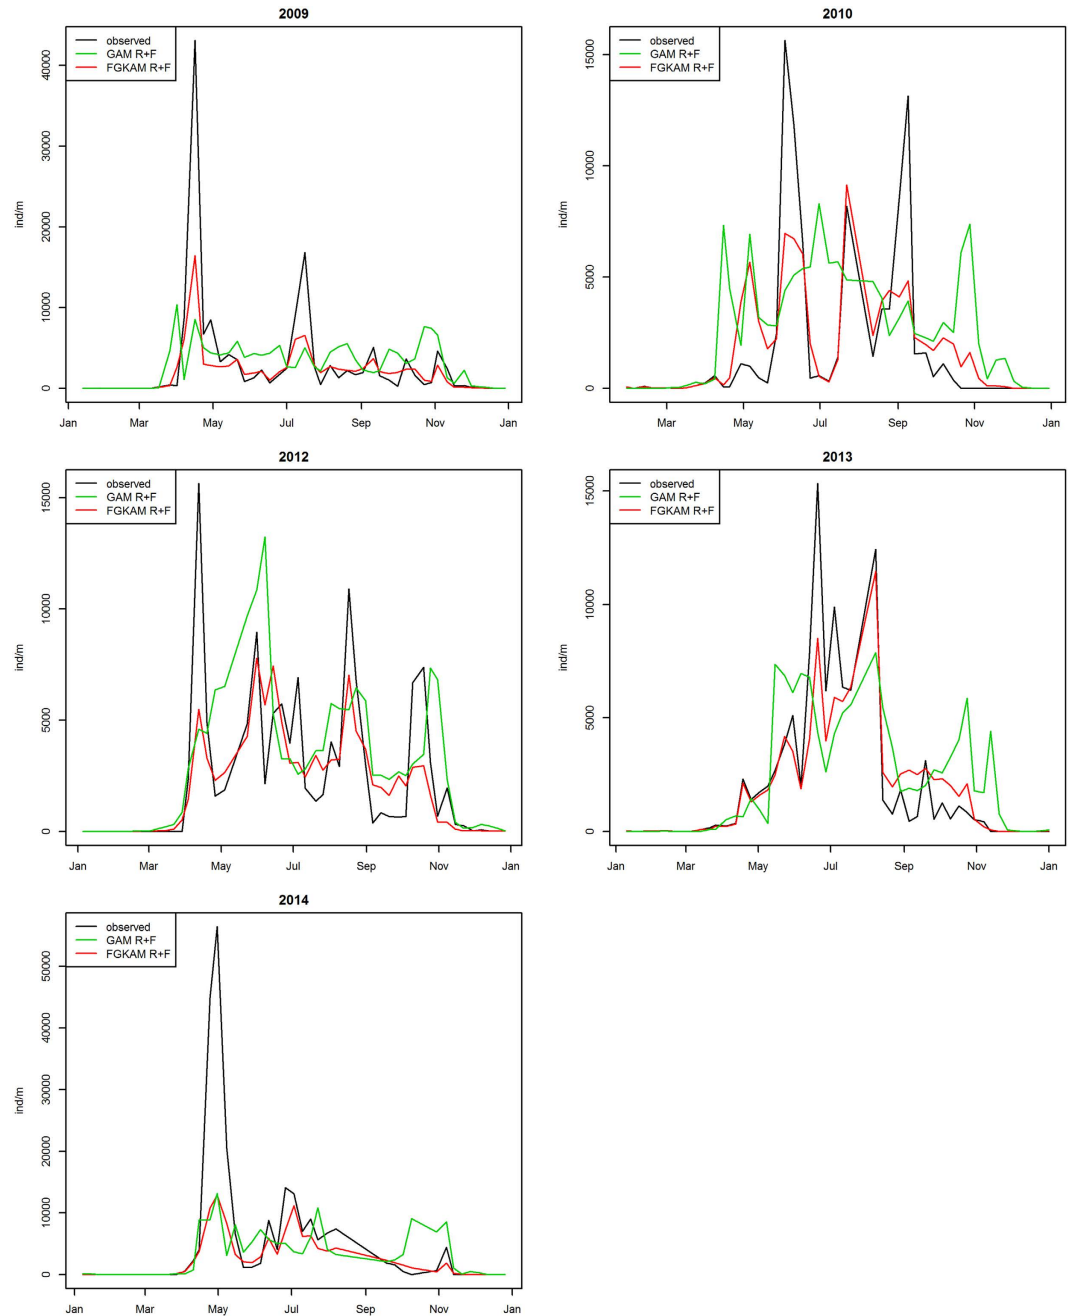 2009
observed
GAM R+F
FGKAM R+F
ind/m
40000
30000
20000
10000
0
Jan Mar May Jul Sep Nov Jan
2010
observed
GAM R+F
FGKAM R+F
ind/m
15000
10000
5000
0
Mar May Jul Sep Nov Jan
2012
observed
GAM R+F
FGKAM R+F
ind/m
15000
10000
5000
0
Jan Mar May Jul Sep Nov Jan
2013
observed
GAM R+F
FGKAM R+F
ind/m
15000
10000
5000
0
Jan Mar May Jul Sep Nov Jan
2014
observed
GAM R+F
FGKAM R+F
ind/m
50000
40000
30000
20000
10000
0
Jan Mar May Jul Sep Nov Jan